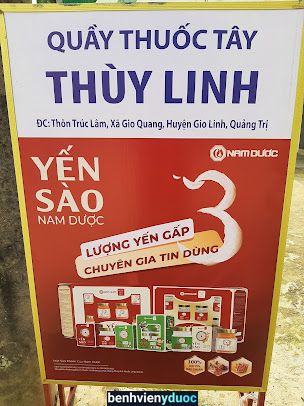 QUẦY THUỐC TÂY
THÙY LINH
ĐC: Thôn Trúc Lâm, Xã Gio Quang, Huyện Gio Linh, Quảng Trị
NAM DƯỢC
YẾN
SÀO
NAM DƯỢC
3
LƯỢNG YẾN GẤP
CHUYÊN GIA TIN DÙNG
100%
benhvienyduoc